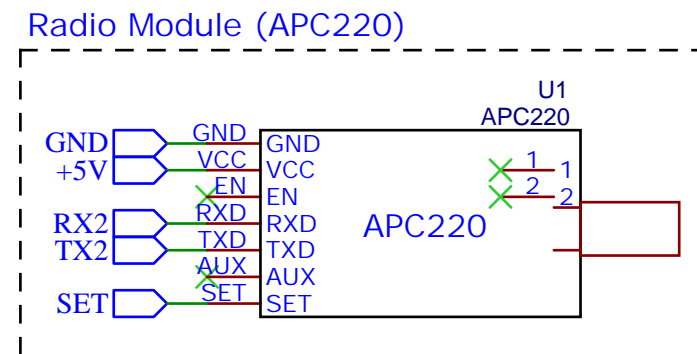 Radio Module (APC220)
U1
APC220
GND GND GND
+5V VCC VCC 1 1
EN EN 2 2
RX2 RXD RXD APC220
TX2 TXD TXD
AUX AUX
SET SET SET